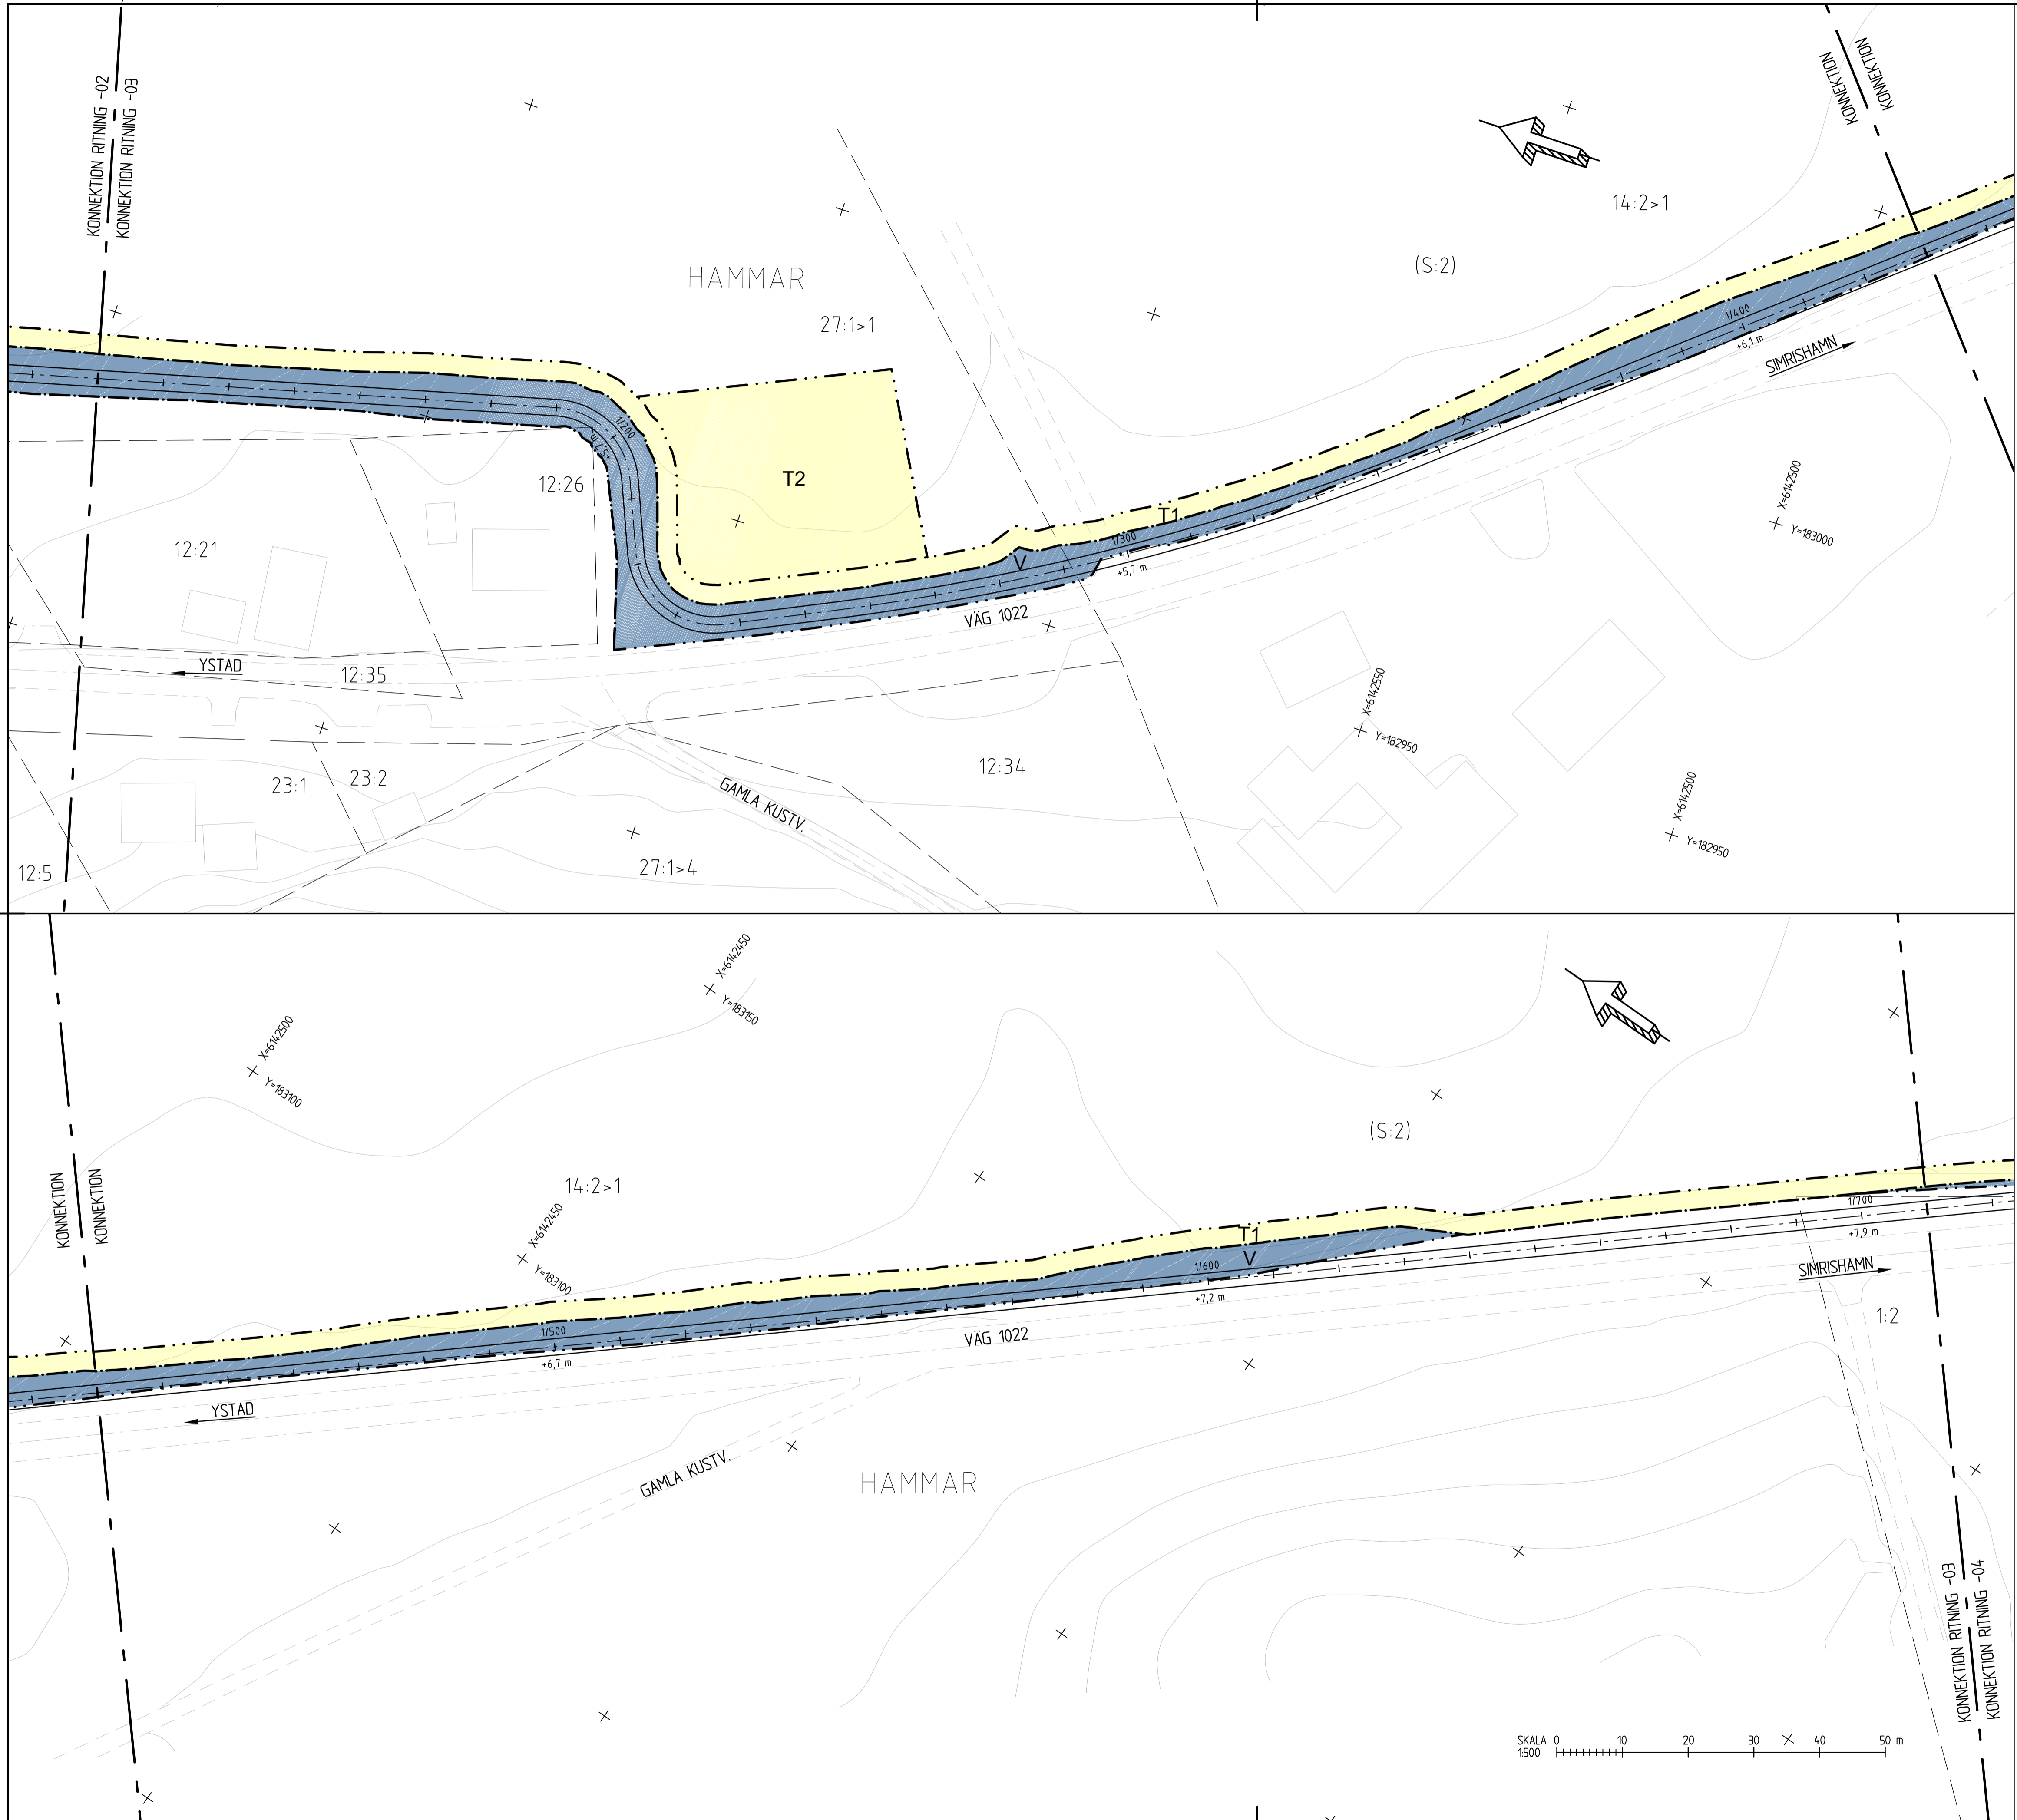 KONNEKTION RITNING -02
KONNEKTION RITNING -03
KONNEKTION
KONNEKTION
14:2>1
(S:2)
HAMMAR
27:1>1
1/400
+6,1 m
SIMRISHAMN
1/200
+5,7 m
12:26
T2
X=6142500
Y=183000
T1
1/300
V
+5,7 m
12:21
VÄG 1022
YSTAD
12:35
X=6142550
Y=182950
12:34
23:1
23:2
GAMLA KUSTV.
X=6142500
Y=182950
12:5
27:1>4
X=6142450
Y=183150
X=6142500
Y=183100
(S:2)
KONNEKTION
KONNEKTION
14:2>1
X=6142450
Y=183100
T1
V
1/700
+7,9 m
1/600
+7,2 m
SIMRISHAMN
1:2
1/500
+6,7 m
VÄG 1022
YSTAD
GAMLA KUSTV.
HAMMAR
KONNEKTION RITNING -03
KONNEKTION RITNING -04
SKALA 0 10 20 30 40 50 m
1:500